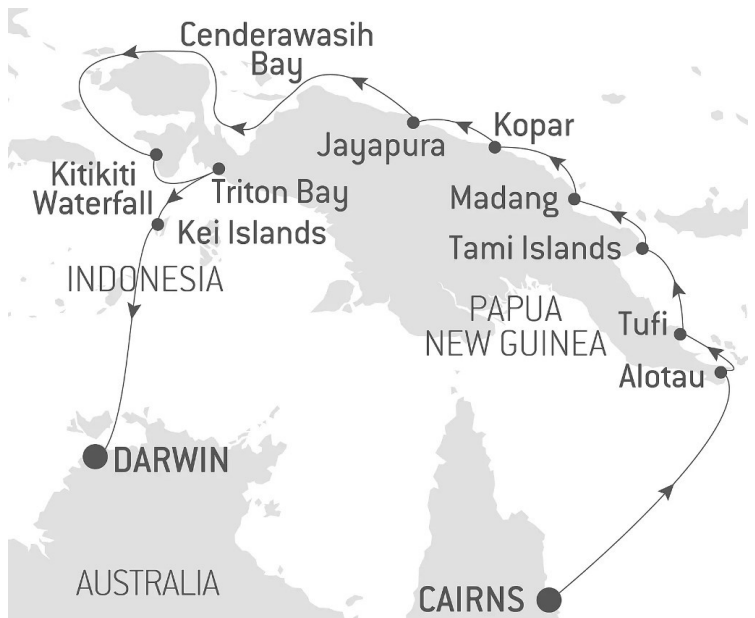 Cenderawasih
Bay
Kopar
Jayapura
Kitikiti
Waterfall
Triton Bay
Madang
Kei Islands
Tami Islands
INDONESIA
PAPUA
NEW GUINEA
Tufi
Alotau
DARWIN
AUSTRALIA
CAIRNS